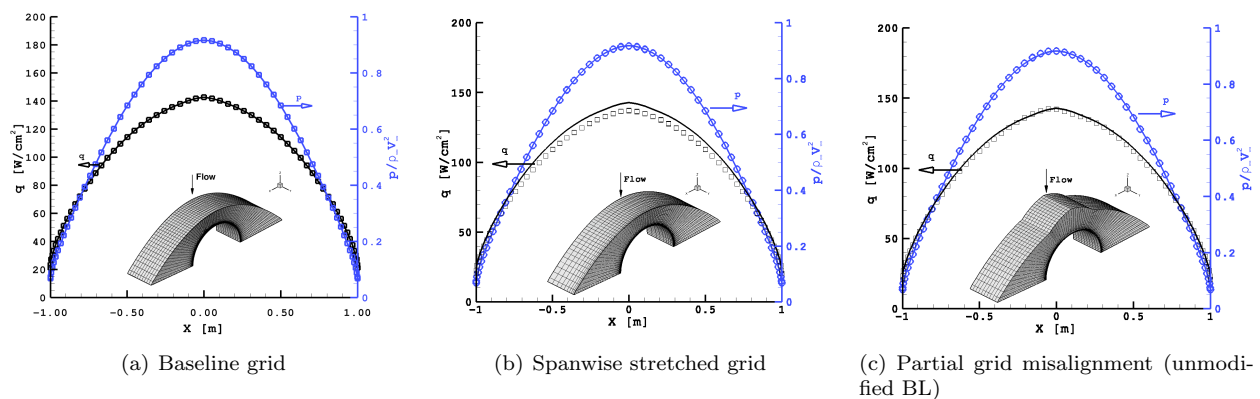 200
180
160
140
120
100
80
60
40
20
0
q [W/cm²]
q
p
Flow
1
0.8
0.6
0.4
0.2
0
-1.00
-0.50
0.00
0.50
1.00
X [m]
(a) Baseline grid
200
150
100
50
0
q [W/cm²]
q
p
Flow
1
0.8
0.6
0.4
0.2
0
-1
-0.5
0
0.5
1
X [m]
(b) Spanwise stretched grid
200
150
100
50
0
q [W/cm²]
q
p
Flow
1
0.8
0.6
0.4
0.2
0
-1
-0.5
0
0.5
1
X [m]
(c) Partial grid misalignment (unmodi-
fied BL)